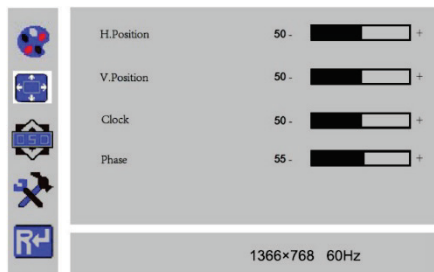 H.Position 50 - +
V.Position 50 - +
Clock 50 - +
Phase 55 - +
OSD
R
1366×768 60Hz